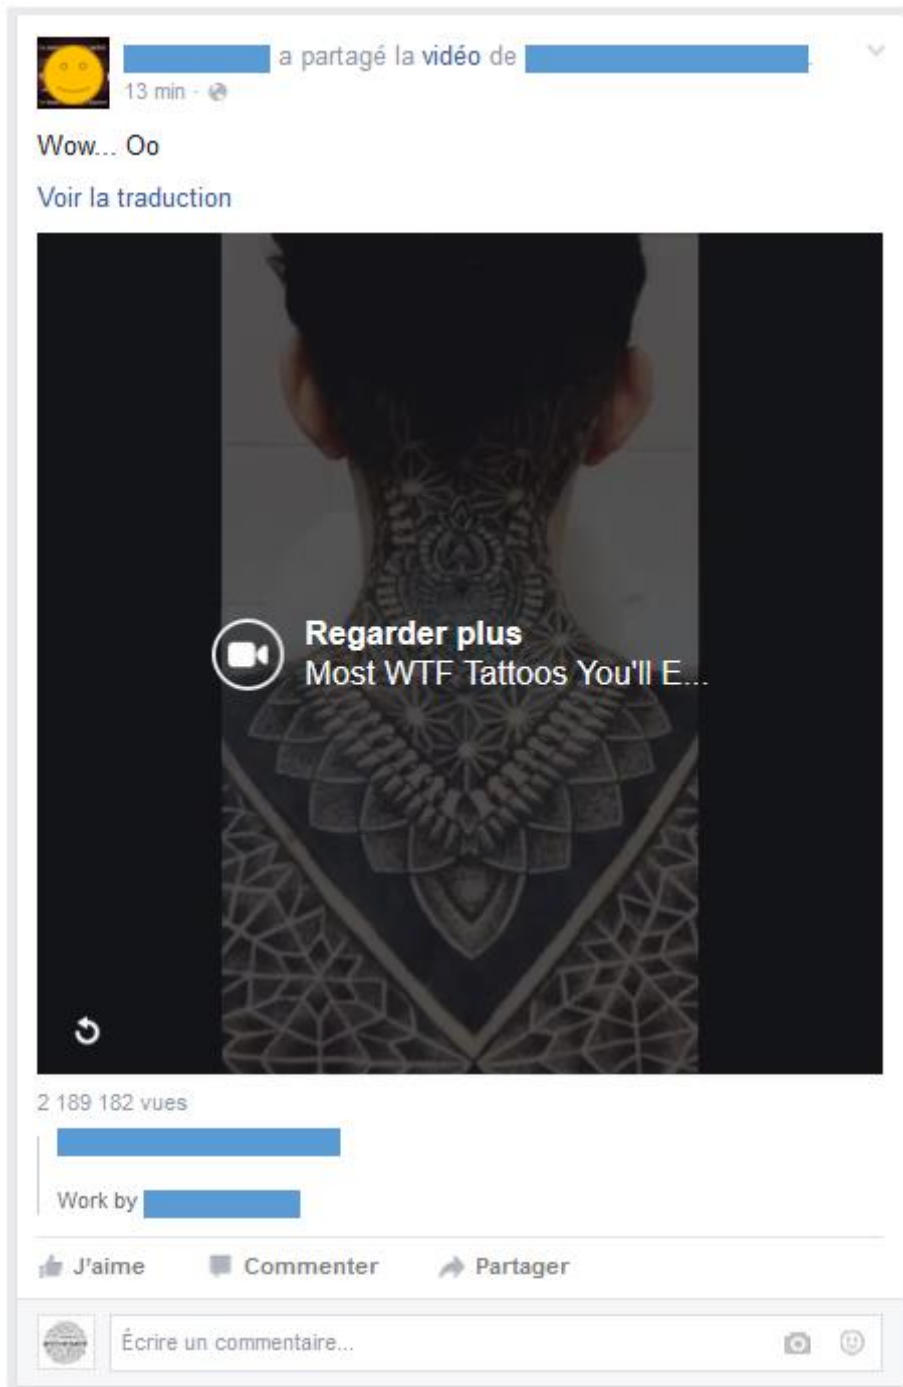 a partagé la vidéo de
13 min
Wow... Oo
Voir la traduction
Regarder plus
Most WTF Tattoos You'll E...
2 189 182 vues
Work by
J'aime Commenter Partager
Écrire un commentaire...